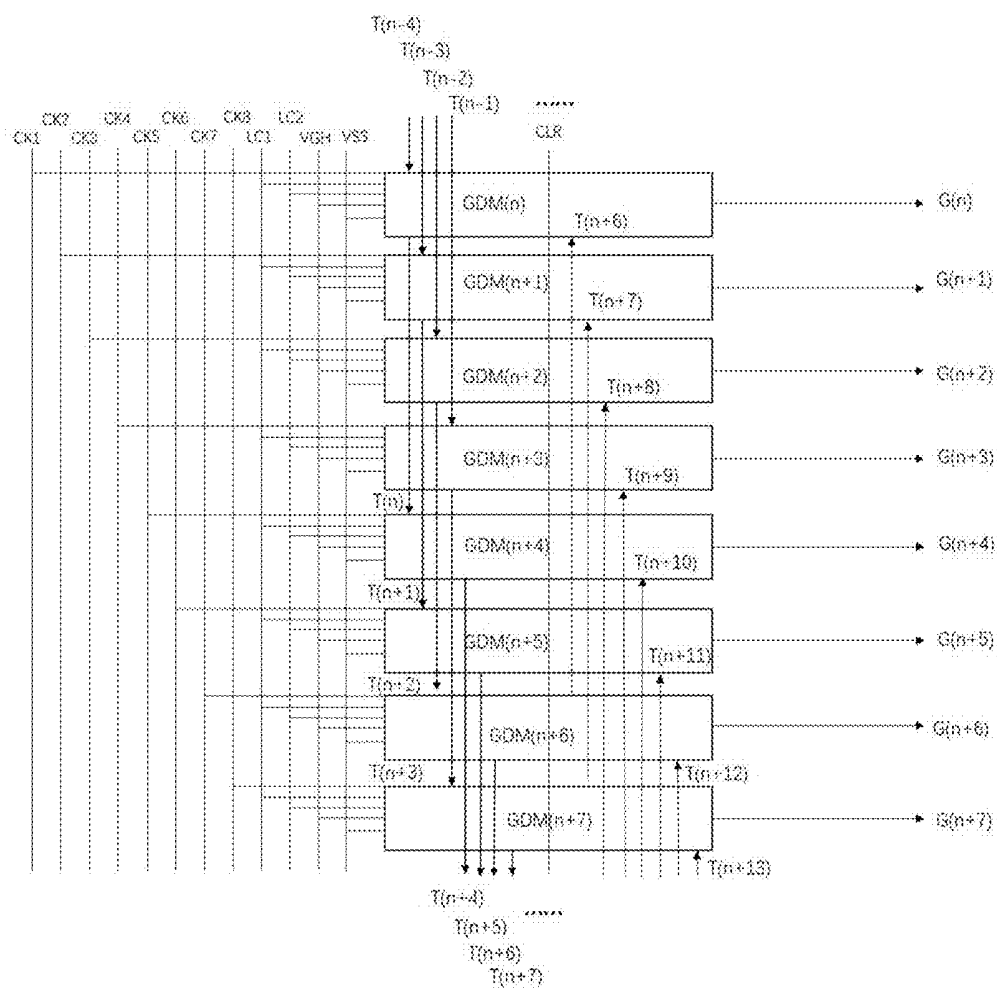 T(n-4)
T(n-3)
T(n-2)
T(n-1)
CK2 CK4 CK6 CK8 LC2
CK1 CK3 CK5 CK7 LC1 VGH VSS
CLR
GDM(n)
G(n)
T(n+6)
GDM(n+1)
G(n+1)
T(n+7)
GDM(n+2)
G(n+2)
T(n+8)
GDM(n+3)
G(n+3)
T(n+9)
T(n)
GDM(n+4)
G(n+4)
T(n+10)
T(n+1)
GDM(n+5)
G(n+5)
T(n+11)
T(n+2)
GDM(n+6)
G(n+6)
T(n+3)
T(n+12)
GDM(n+7)
G(n+7)
T(n+13)
T(n+4)
T(n+5)
T(n+6)
T(n+7)